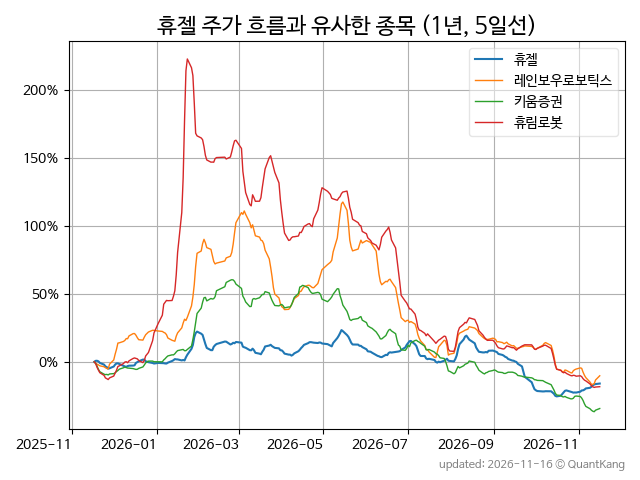 휴젤 주가 흐름과 유사한 종목 (1년, 5일선)
휴젤
레인보우로보틱스
키움증권
휴림로봇
200%
150%
100%
50%
0%
2025-11
2026-01
2026-03
2026-05
2026-07
2026-09
2026-11
updated: 2026-11-16 © QuantKang